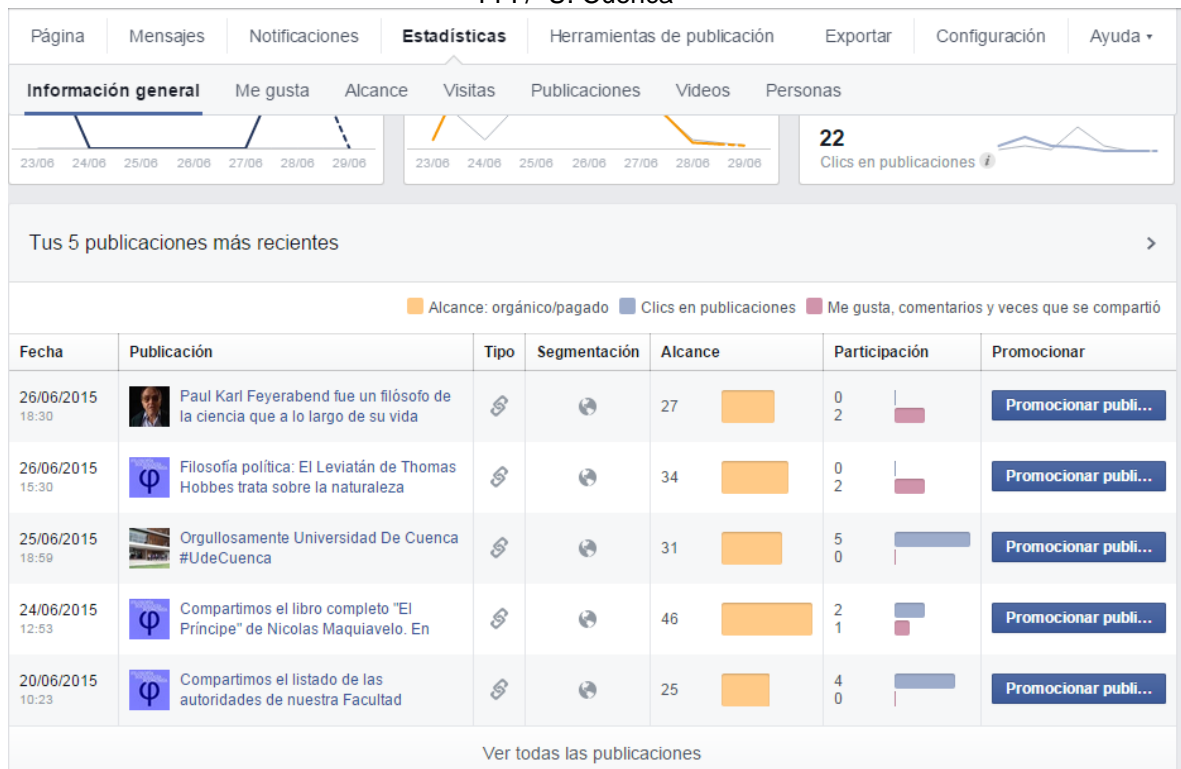 Página Mensajes Notificaciones Estadísticas Herramientas de publicación Exportar Configuración Ayuda
Información general Me gusta Alcance Visitas Publicaciones Videos Personas
23/06 24/06 25/06 26/06 27/06 28/06 29/06
23/06 24/06 25/06 26/06 27/06 28/06 29/06
22
Clics en publicaciones i
Tus 5 publicaciones más recientes
Alcance: orgánico/pagado Clics en publicaciones Me gusta, comentarios y veces que se compartió
Fecha Publicación Tipo Segmentación Alcance Participación Promocionar
26/06/2015 Paul Karl Feyerabend fue un filósofo de 27 0 Promocionar publi...
18:30 la ciencia que a lo largo de su vida 2
26/06/2015 Filosofía política: El Leviatán de Thomas 34 0 Promocionar publi...
15:30 φ Hobbes trata sobre la naturaleza 2
25/06/2015 Orgullosamente Universidad De Cuenca 31 5 Promocionar publi...
18:59 #UdeCuenca 0
24/06/2015 Compartimos el libro completo "El 46 2 Promocionar publi...
12:53 φ Príncipe" de Nicolas Maquiavelo. En 1
20/06/2015 Compartimos el listado de las 25 4 Promocionar publi...
10:23 φ autoridades de nuestra Facultad 0
Ver todas las publicaciones